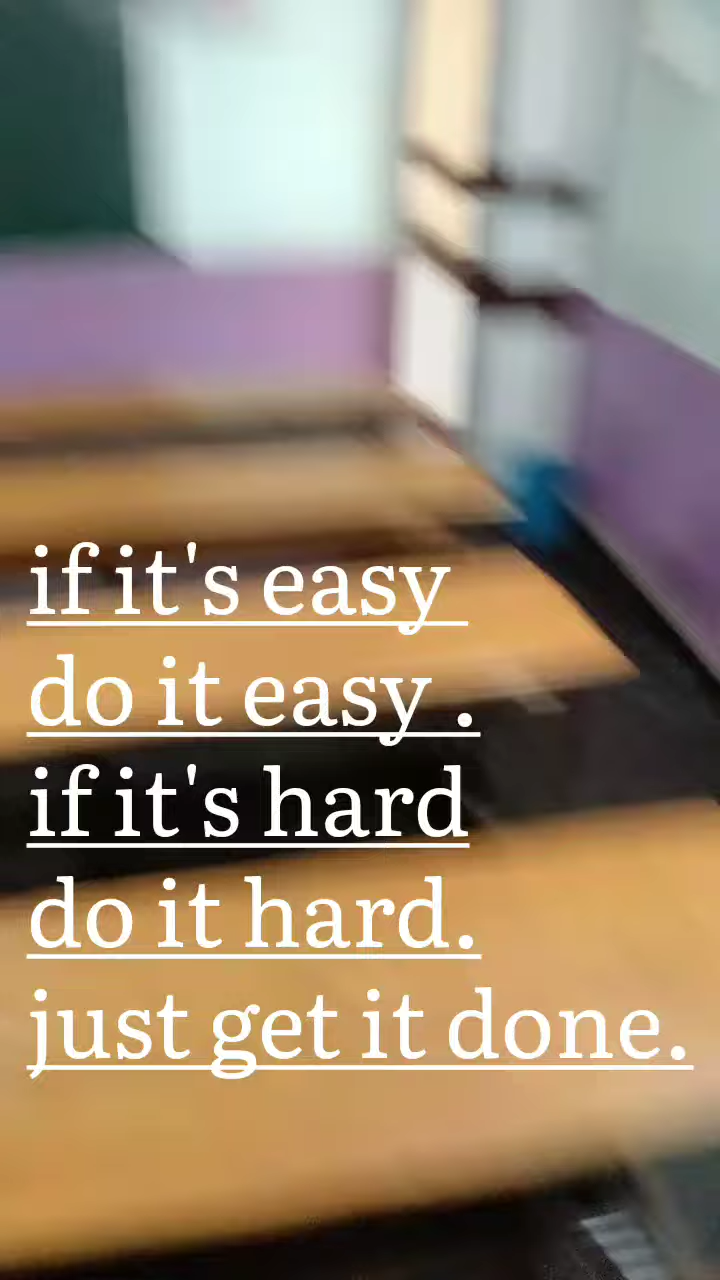 if it's easy
do it easy .
if it's hard
do it hard.
just get it done.